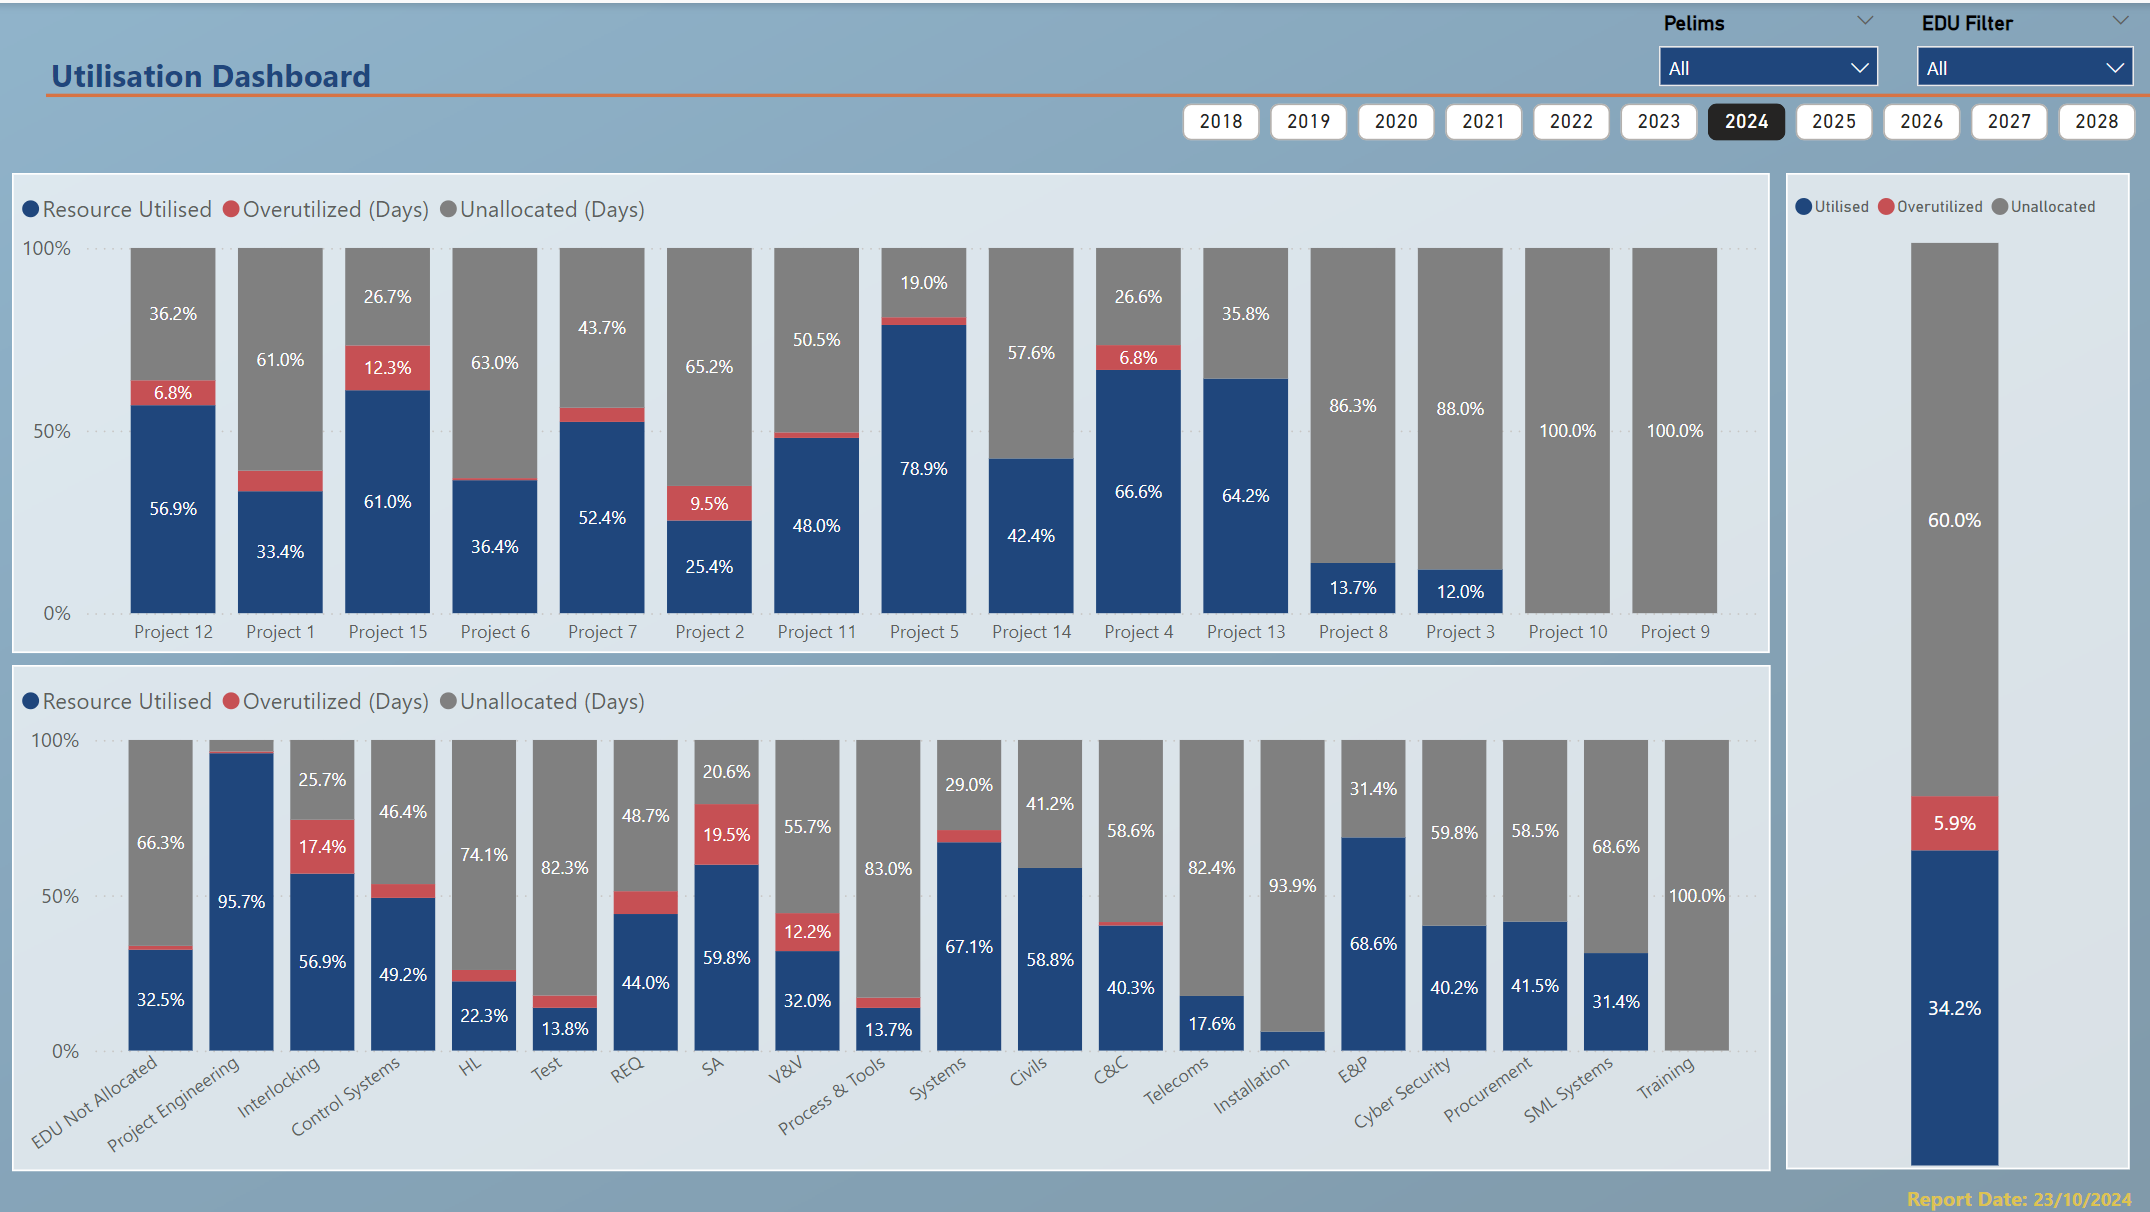 Pelims
EDU Filter
Utilisation Dashboard
All
All
2018 2019 2020 2021 2022 2023 2024 2025 2026 2027 2028
Resource Utilised Overutilized (Days) Unallocated (Days)
100%
50%
0%
36.2% 61.0% 26.7% 63.0% 43.7% 65.2% 50.5% 19.0% 57.6% 26.6% 35.8% 86.3% 88.0% 100.0% 100.0%
6.8% 12.3% 9.5% 6.8%
56.9% 33.4% 61.0% 36.4% 52.4% 25.4% 48.0% 78.9% 42.4% 66.6% 64.2% 13.7% 12.0%
Project 12 Project 1 Project 15 Project 6 Project 7 Project 2 Project 11 Project 5 Project 14 Project 4 Project 13 Project 8 Project 3 Project 10 Project 9
Resource Utilised Overutilized (Days) Unallocated (Days)
100%
50%
0%
66.3% 25.7% 46.4% 74.1% 82.3% 48.7% 20.6% 55.7% 83.0% 29.0% 41.2% 58.6% 82.4% 93.9% 31.4% 59.8% 58.5% 68.6% 100.0%
17.4% 19.5% 12.2%
32.5% 95.7% 56.9% 49.2% 22.3% 13.8% 44.0% 59.8% 32.0% 13.7% 67.1% 58.8% 40.3% 17.6% 68.6% 40.2% 41.5% 31.4%
EDU Not Allocated
Project Engineering
Interlocking
Control Systems
HL
Test
REQ
SA
V&V
Process & Tools
Systems
Civils
C&C
Telecoms
Installation
E&P
Cyber Security
Procurement
SML Systems
Training
Utilised Overutilized Unallocated
60.0%
5.9%
34.2%
Report Date: 23/10/2024